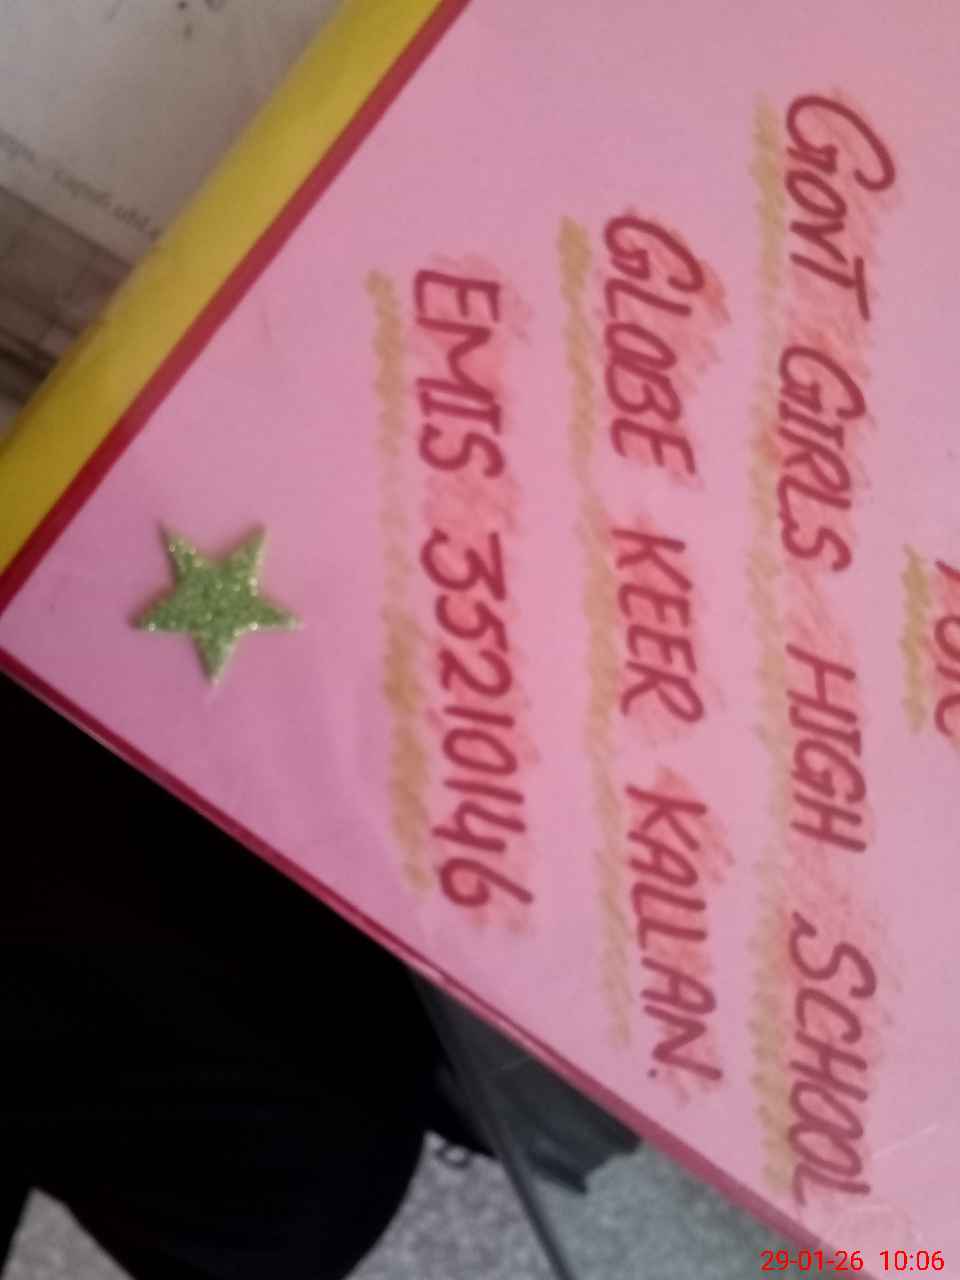 GOVT GIRLS HIGH SCHOOL
GLOBE KEER KALLAN.
EMIS 35210146
29-01-26 10:06